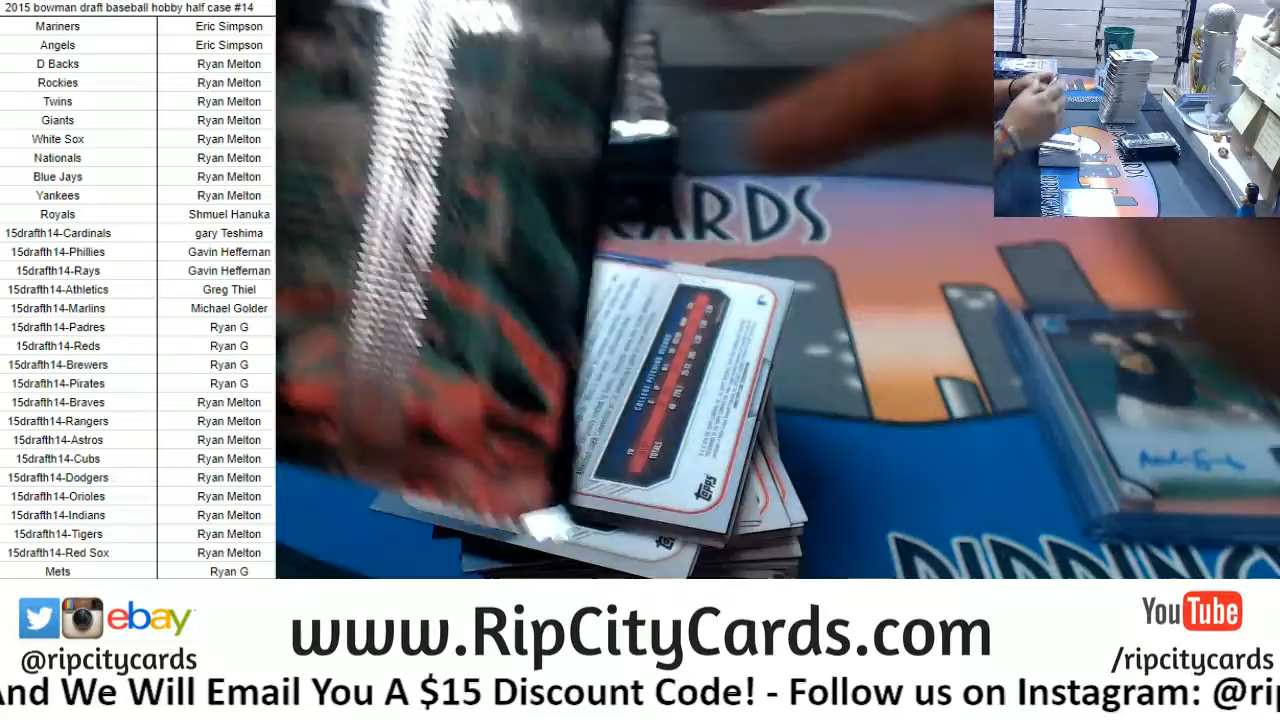 2015 bowman draft baseball hobby half case #14
Mariners Eric Simpson
Angels Eric Simpson
D Backs Ryan Melton
Rockies Ryan Melton
Twins Ryan Melton
Giants Ryan Melton
White Sox Ryan Melton
Nationals Ryan Melton
Blue Jays Ryan Melton
Yankees Ryan Melton
Royals Shmuel Hanuka
15drafth14-Cardinals gary Teshima
15drafth14-Phillies Gavin Heffernan
15drafth14-Rays Gavin Heffernan
15drafth14-Athletics Greg Thiel
15drafth14-Marlins Michael Golder
15drafth14-Padres Ryan G
15drafth14-Reds Ryan G
15drafth14-Brewers Ryan G
15drafth14-Pirates Ryan G
15drafth14-Braves Ryan Melton
15drafth14-Rangers Ryan Melton
15drafth14-Astros Ryan Melton
15drafth14-Cubs Ryan Melton
15drafth14-Dodgers Ryan Melton
15drafth14-Orioles Ryan Melton
15drafth14-Indians Ryan Melton
15drafth14-Tigers Ryan Melton
15drafth14-Red Sox Ryan Melton
Mets Ryan G
CARDS
COLLEGE PITCHING RECORD
TOTALS
Topps
ebay
@ripcitycards
www.RipCityCards.com
YouTube
/ripcitycards
And We Will Email You A $15 Discount Code! - Follow us on Instagram: @rip